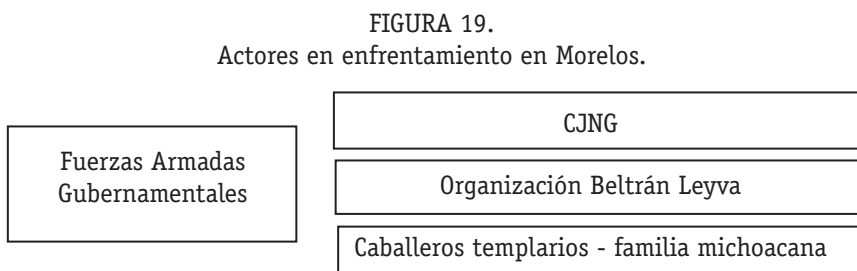 FIGURA 19.
Actores en enfrentamiento en Morelos.
Fuerzas Armadas
Gubernamentales
CJNG
Organización Beltrán Leyva
Caballeros templarios - familia michoacana